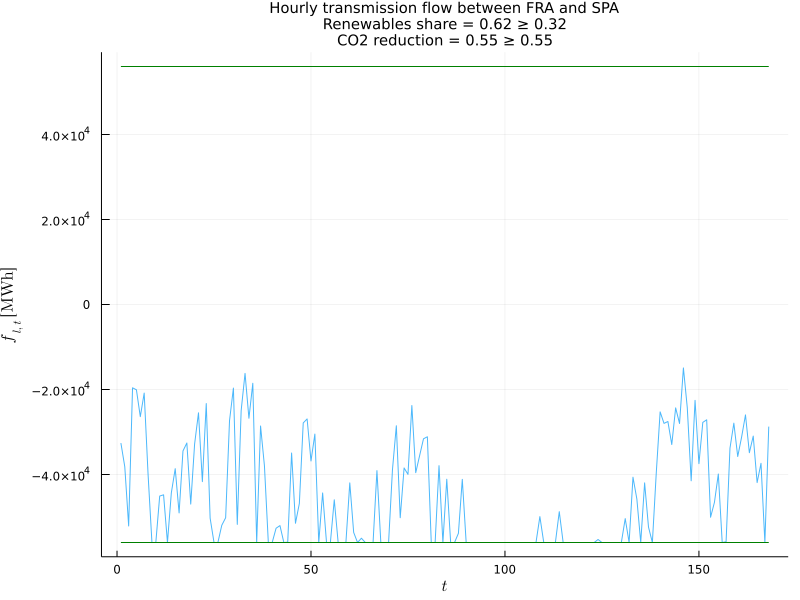 Hourly transmission flow between FRA and SPA
Renewables share = 0.62 ≥ 0.32
CO2 reduction = 0.55 ≥ 0.55
4.0×10⁴
2.0×10⁴
0
−2.0×10⁴
−4.0×10⁴
f_{l,t} [MWh]
0 50 100 150
t